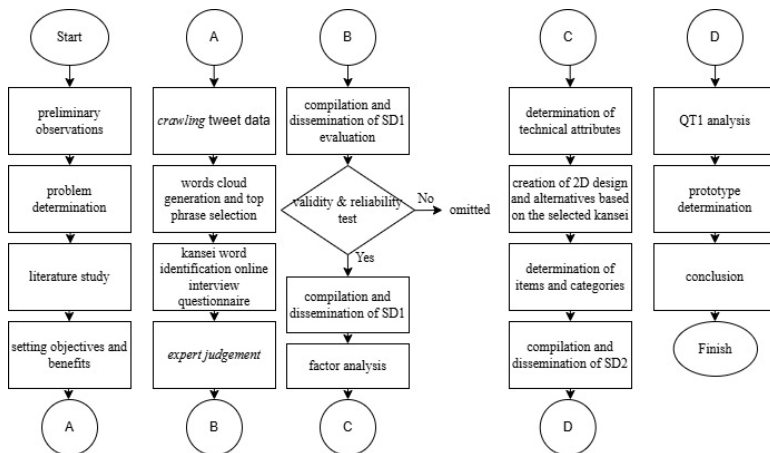 Start
preliminary
observations
problem
determination
literature study
setting objectives and
benefits
A
A
crawling tweet data
words cloud
generation and top
phrase selection
kansei word
identification online
interview
questionnaire
expert judgement
B
B
compilation and
dissemination of SD1
evaluation
validity & reliability
test
No
omitted
Yes
compilation and
dissemination of SD1
factor analysis
C
C
determination of
technical attributes
creation of 2D design
and alternatives based
on the selected kansei
determination of
items and categories
compilation and
dissemination of SD2
D
D
QT1 analysis
prototype
determination
conclusion
Finish